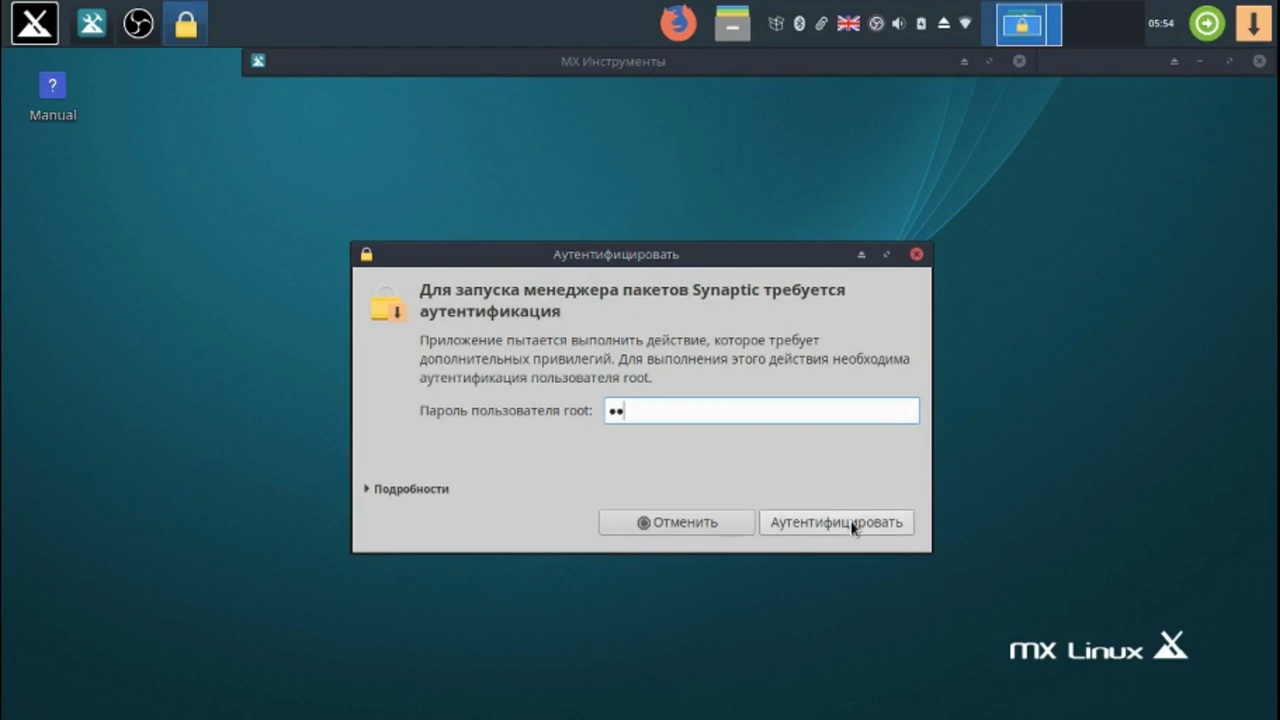 05:54
МХ Инструменты
?
Manual
Аутентифицировать
Для запуска менеджера пакетов Synaptic требуется
аутентификация
Приложение пытается выполнить действие, которое требует
дополнительных привилегий. Для выполнения этого действия необходима
аутентификация пользователя root.
Пароль пользователя root:
Подробности
Отменить
Аутентифицировать
MX Linux